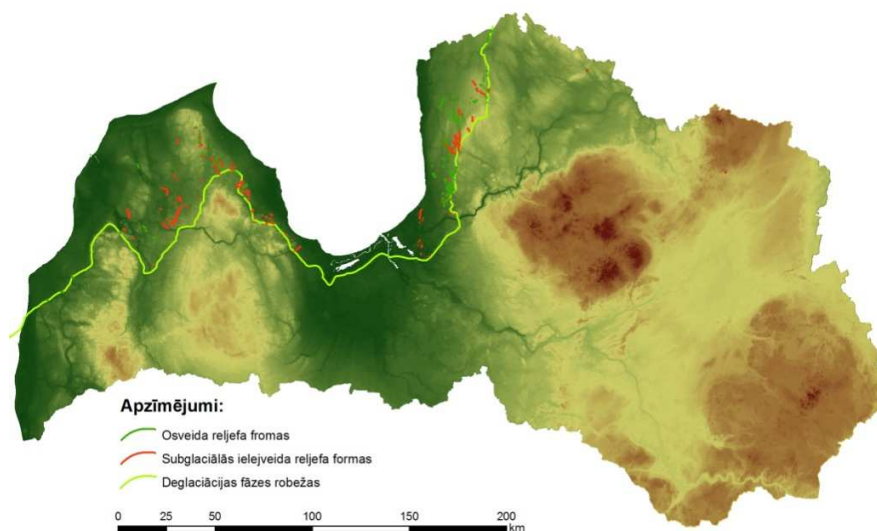 Apzīmējumi:
Osveida reljefa fromas
Subglaciālās ielejveida reljefa formas
Deglaciācijas fāzes robežas
0 25 50 100 150 200
km